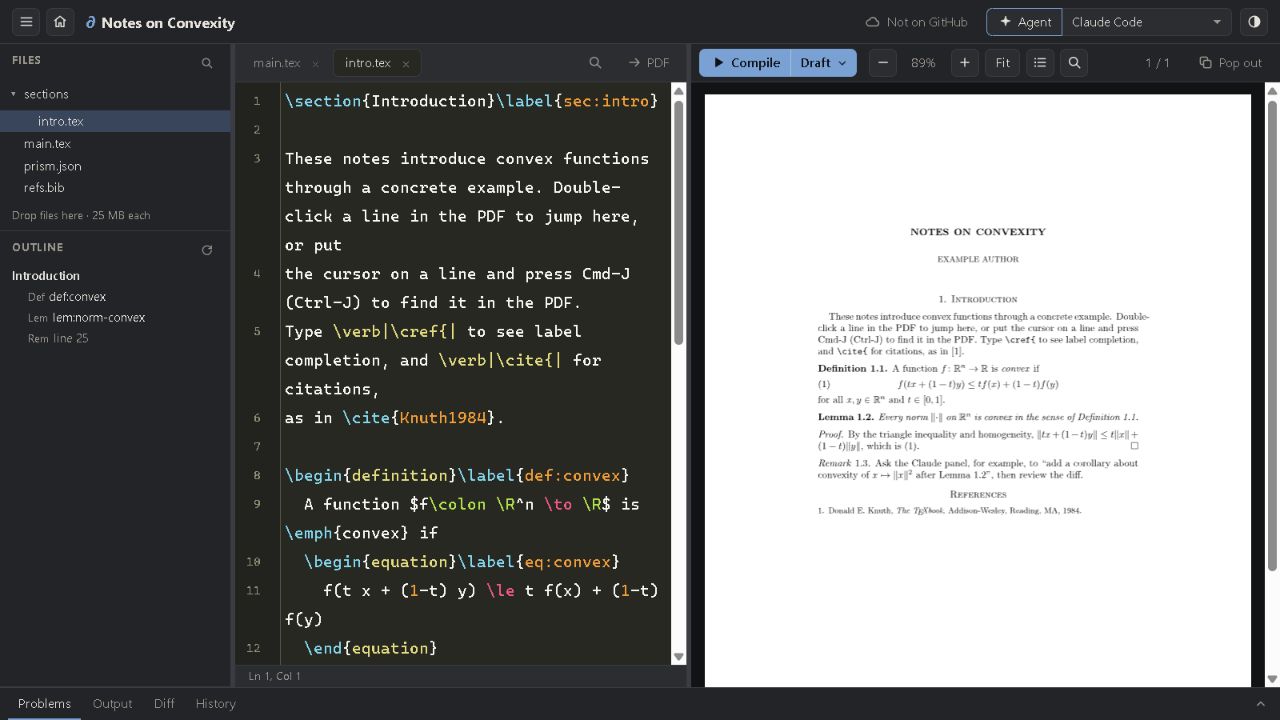 ∂ Notes on Convexity
Not on GitHub
Agent
Claude Code
FILES
sections
intro.tex
main.tex
prism.json
refs.bib
Drop files here · 25 MB each
OUTLINE
Introduction
Def def:convex
Lem lem:norm-convex
Rem line 25
main.tex ×
intro.tex ×
→ PDF
1 \section{Introduction}\label{sec:intro}
2
3 These notes introduce convex functions
through a concrete example. Double-
click a line in the PDF to jump here,
or put
4 the cursor on a line and press Cmd-J
(Ctrl-J) to find it in the PDF.
5 Type \verb|\cref{| to see label
completion, and \verb|\cite{| for
citations,
6 as in \cite{Knuth1984}.
7
8 \begin{definition}\label{def:convex}
9 A function $f\colon \R^n \to \R$ is
\emph{convex} if
10 \begin{equation}\label{eq:convex}
11 f(t x + (1-t) y) \le t f(x) + (1-t)
f(y)
12 \end{equation}
Ln 1, Col 1
Compile
Draft
89%
Fit
1 / 1
Pop out
NOTES ON CONVEXITY
EXAMPLE AUTHOR
1. Introduction
These notes introduce convex functions through a concrete example. Double-
click a line in the PDF to jump here, or put the cursor on a line and press
Cmd-J (Ctrl-J) to find it in the PDF. Type \cref{ to see label completion,
and \cite{ for citations, as in [1].
Definition 1.1. A function f: ℝⁿ → ℝ is convex if
(1) f(tx + (1 − t)y) ≤ tf(x) + (1 − t)f(y)
for all x, y ∈ ℝⁿ and t ∈ [0, 1].
Lemma 1.2. Every norm ‖·‖ on ℝⁿ is convex in the sense of Definition 1.1.
Proof. By the triangle inequality and homogeneity, ‖tx + (1 − t)y‖ ≤ t‖x‖ +
(1 − t)‖y‖, which is (1). □
Remark 1.3. Ask the Claude panel, for example, to “add a corollary about
convexity of x ↦ ‖x‖² after Lemma 1.2”, then review the diff.
References
1. Donald E. Knuth, The TeXbook, Addison-Wesley, Reading, MA, 1984.
Problems
Output
Diff
History